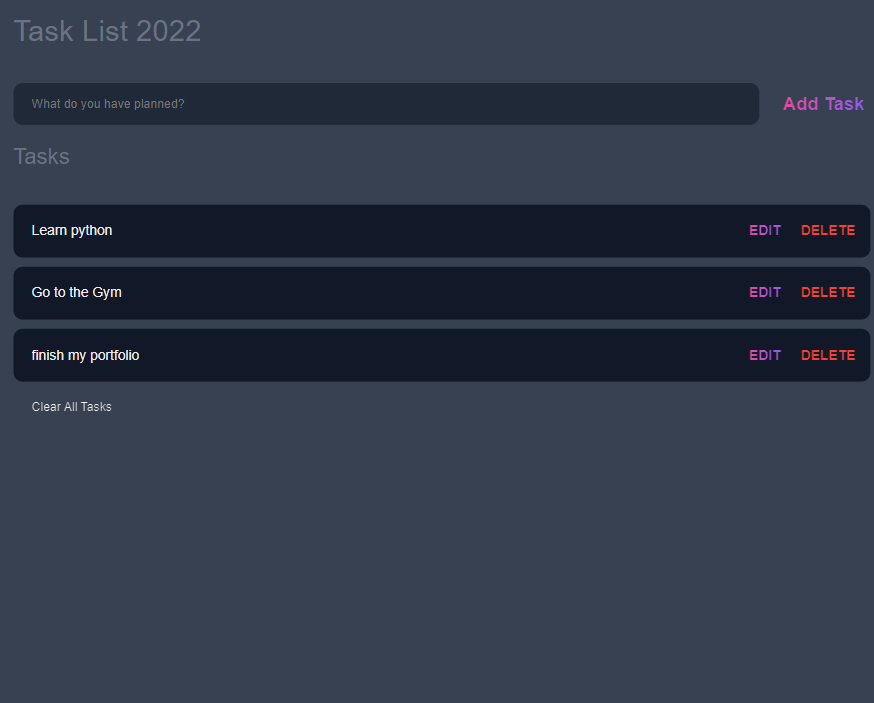 Task List 2022
What do you have planned?
Add Task
Tasks
Learn python EDIT DELETE
Go to the Gym EDIT DELETE
finish my portfolio EDIT DELETE
Clear All Tasks